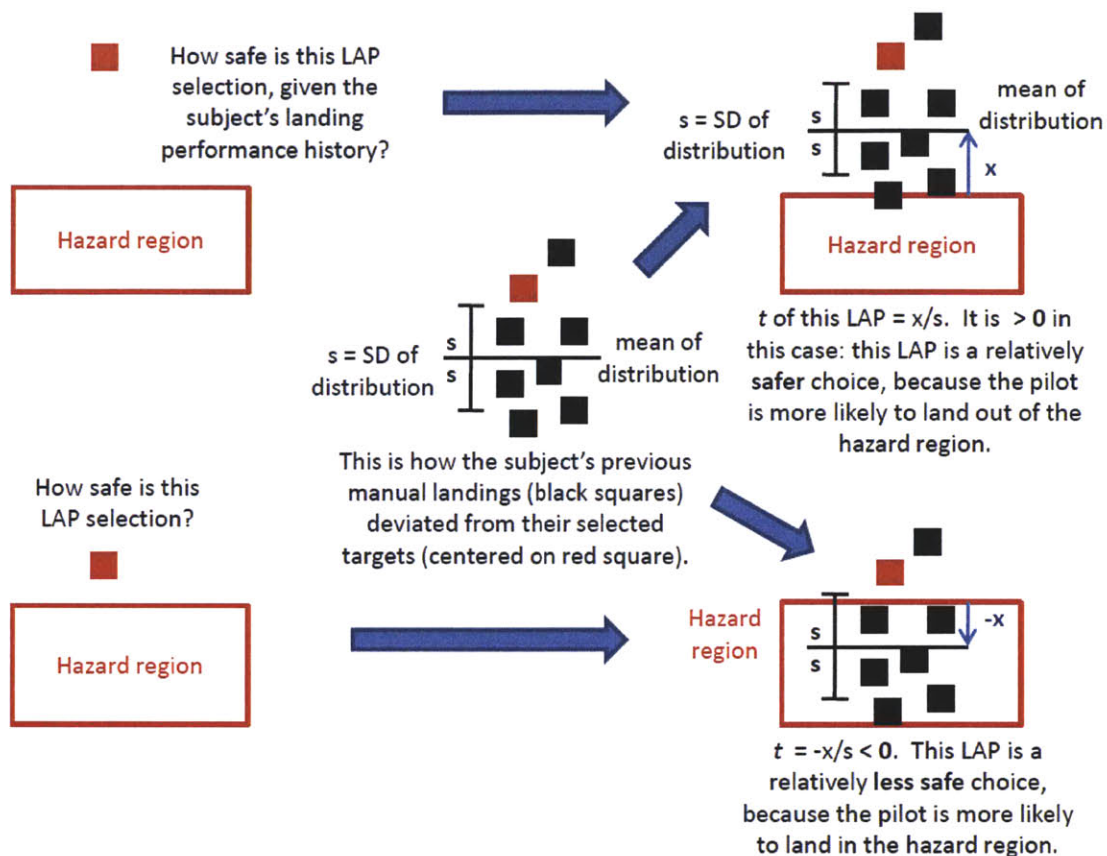 How safe is this LAP
selection, given the
subject's landing
performance history?
Hazard region
s = SD of
distribution
s
s
mean of
distribution
x
Hazard region
t of this LAP = x/s.  It is  > 0 in
this case: this LAP is a relatively
safer choice, because the pilot
is more likely to land out of the
hazard region.
s = SD of
distribution
s
s
mean of
distribution
This is how the subject's previous
manual landings (black squares)
deviated from their selected
targets (centered on red square).
How safe is this
LAP selection?
Hazard region
Hazard
region
s
s
-x
t  = -x/s < 0.  This LAP is a
relatively less safe choice,
because the pilot is more likely
to land in the hazard region.